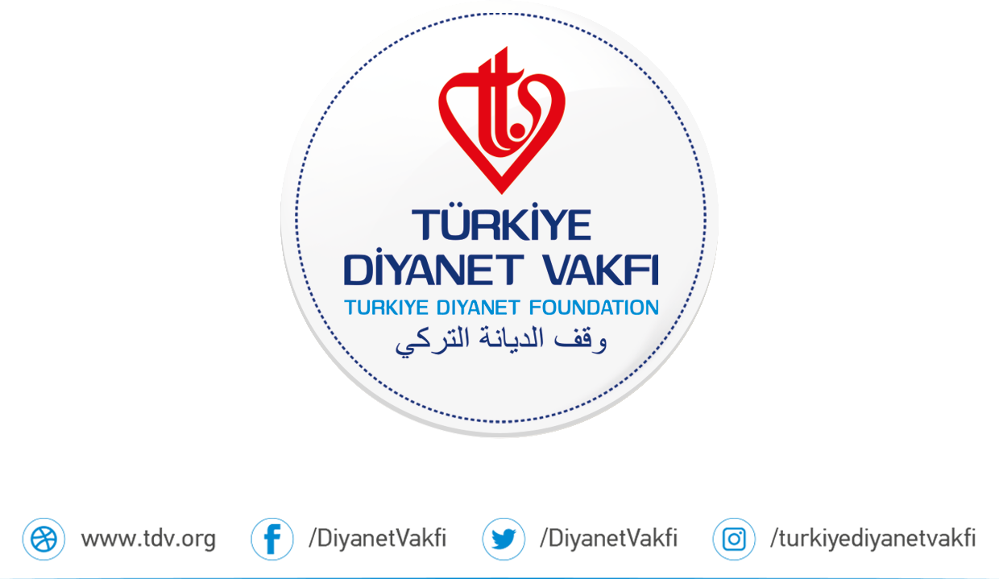 TÜRKİYE
DİYANET VAKFI
TURKIYE DIYANET FOUNDATION
وقف الديانة التركي
www.tdv.org /DiyanetVakfi /DiyanetVakfi /turkiyediyanetvakfi